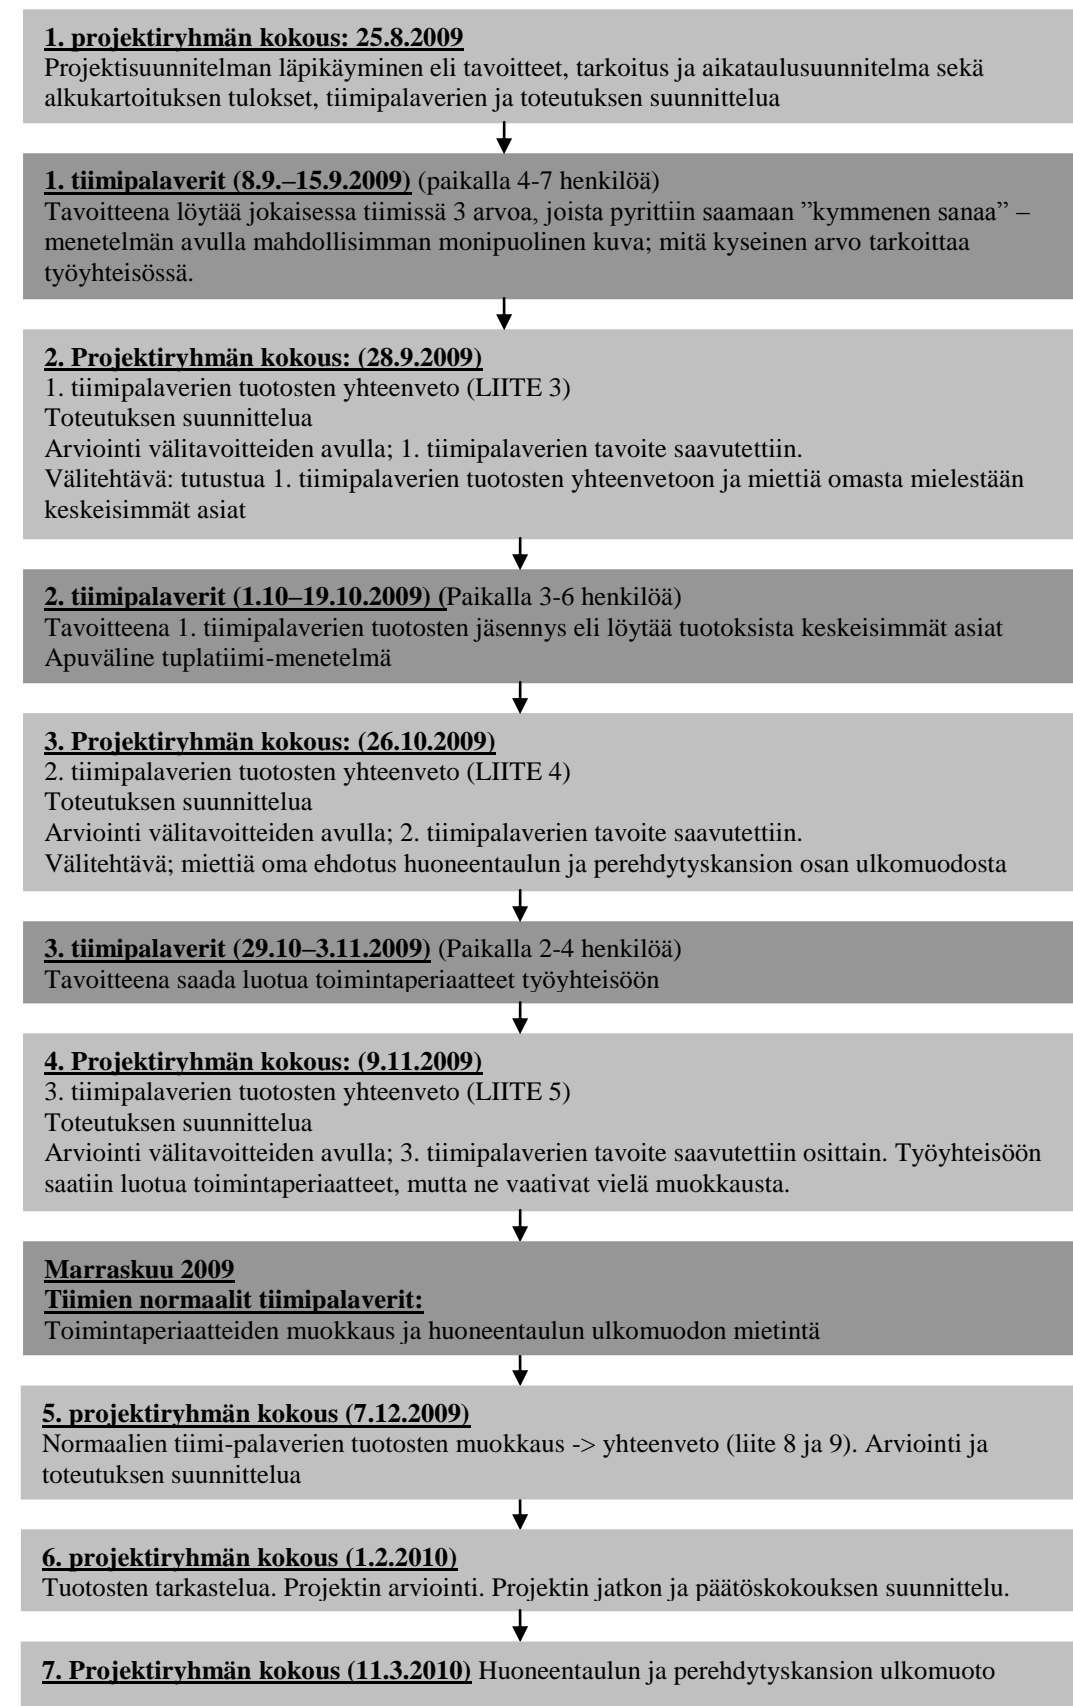 1. projektiryhmän kokous: 25.8.2009
Projektisuunnitelman läpikäyminen eli tavoitteet, tarkoitus ja aikataulusuunnitelma sekä
alkukartoituksen tulokset, tiimipalaverien ja toteutuksen suunnittelua
1. tiimipalaverit (8.9.–15.9.2009) (paikalla 4-7 henkilöä)
Tavoitteena löytää jokaisessa tiimissä 3 arvoa, joista pyrittiin saamaan ”kymmenen sanaa” –
menetelmän avulla mahdollisimman monipuolinen kuva; mitä kyseinen arvo tarkoittaa
työyhteisössä.
2. Projektiryhmän kokous: (28.9.2009)
1. tiimipalaverien tuotosten yhteenveto (LIITE 3)
Toteutuksen suunnittelua
Arviointi välitavoitteiden avulla; 1. tiimipalaverien tavoite saavutettiin.
Välitehtävä: tutustua 1. tiimipalaverien tuotosten yhteenvetoon ja miettiä omasta mielestään
keskeisimmät asiat
2. tiimipalaverit (1.10–19.10.2009) (Paikalla 3-6 henkilöä)
Tavoitteena 1. tiimipalaverien tuotosten jäsennys eli löytää tuotoksista keskeisimmät asiat
Apuväline tuplatiimi-menetelmä
3. Projektiryhmän kokous: (26.10.2009)
2. tiimipalaverien tuotosten yhteenveto (LIITE 4)
Toteutuksen suunnittelua
Arviointi välitavoitteiden avulla; 2. tiimipalaverien tavoite saavutettiin.
Välitehtävä; miettiä oma ehdotus huoneentaulun ja perehdytyskansion osan ulkomuodosta
3. tiimipalaverit (29.10–3.11.2009) (Paikalla 2-4 henkilöä)
Tavoitteena saada luotua toimintaperiaatteet työyhteisöön
4. Projektiryhmän kokous: (9.11.2009)
3. tiimipalaverien tuotosten yhteenveto (LIITE 5)
Toteutuksen suunnittelua
Arviointi välitavoitteiden avulla; 3. tiimipalaverien tavoite saavutettiin osittain. Työyhteisöön
saatiin luotua toimintaperiaatteet, mutta ne vaativat vielä muokkausta.
Marraskuu 2009
Tiimien normaalit tiimipalaverit:
Toimintaperiaatteiden muokkaus ja huoneentaulun ulkomuodon mietintä
5. projektiryhmän kokous (7.12.2009)
Normaalien tiimi-palaverien tuotosten muokkaus -> yhteenveto (liite 8 ja 9). Arviointi ja
toteutuksen suunnittelua
6. projektiryhmän kokous (1.2.2010)
Tuotosten tarkastelua. Projektin arviointi. Projektin jatkon ja päätöskokouksen suunnittelu.
7. Projektiryhmän kokous (11.3.2010) Huoneentaulun ja perehdytyskansion ulkomuoto